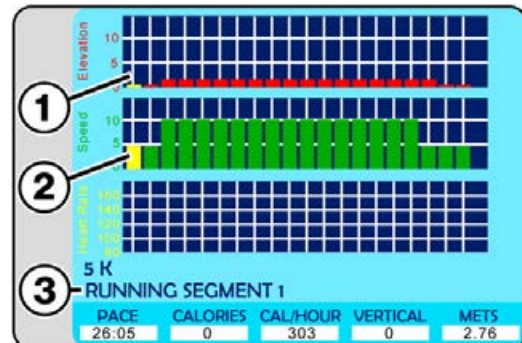 Elevation
10
5
0
1
Speed
10
5
0
2
Heart Rate
160
140
120
100
80
5 K
3
RUNNING SEGMENT 1
PACE CALORIES CAL/HOUR VERTICAL METS
26:05 0 303 0 2.76